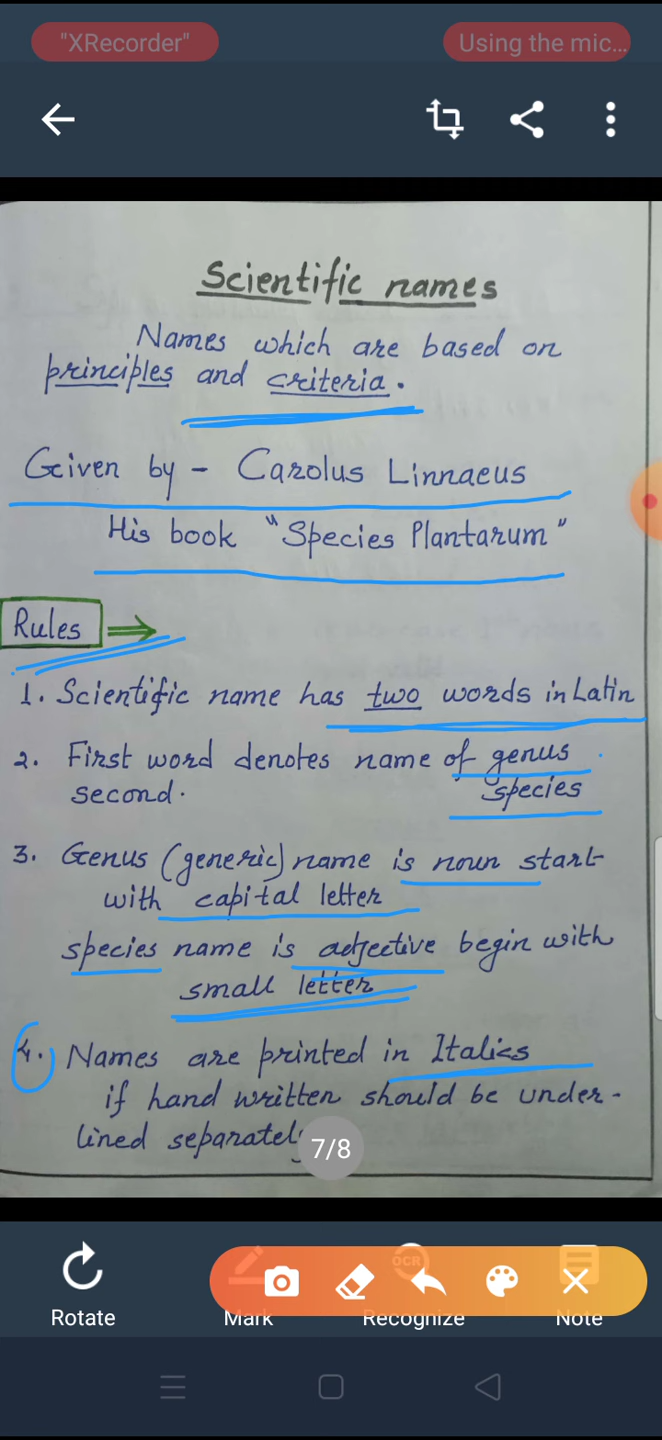 "XRecorder"
Using the mic...
Scientific names
Names which are based on
principles and criteria.
Given by - Carolus Linnaeus
His book "Species Plantarum"
Rules
1. Scientific name has two words in Latin
2. First word denotes name of genus
second. species
3. Genus (generic) name is noun start
with capital letter
species name is adjective begin with
small letter
4. Names are printed in Italics
if hand written should be under-
lined separately
7/8
OCR
Rotate
Mark
Recognize
Note